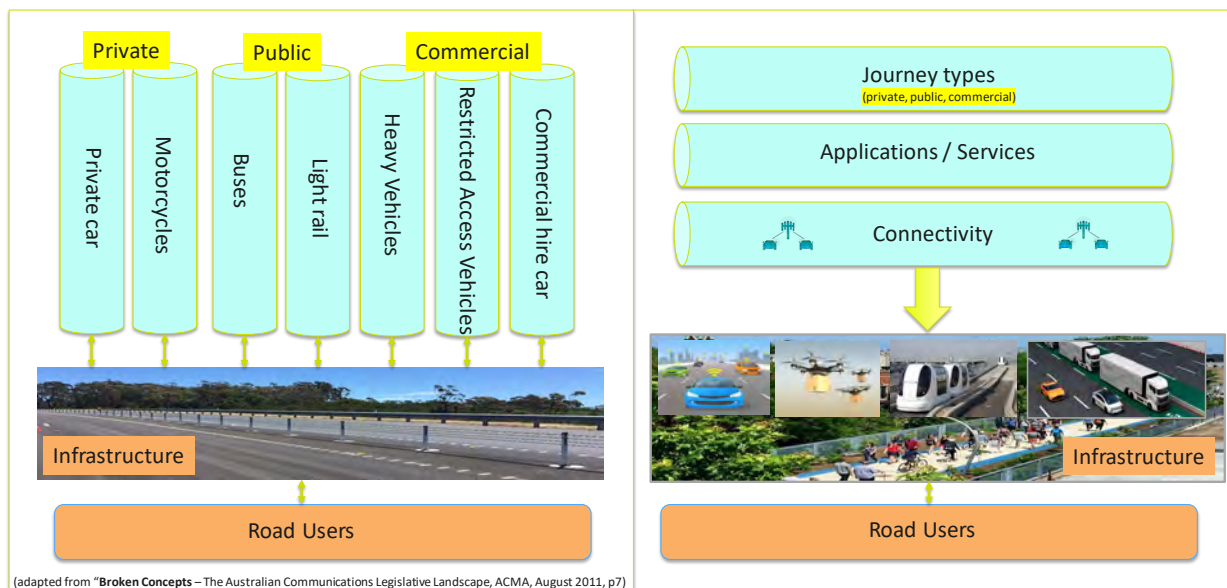 Private
Public
Commercial
Private car
Motorcycles
Buses
Light rail
Heavy Vehicles
Restricted Access Vehicles
Commercial hire car
Infrastructure
Road Users
(adapted from “Broken Concepts – The Australian Communications Legislative Landscape, ACMA, August 2011, p7)
Journey types
(private, public, commercial)
Applications / Services
Connectivity
Infrastructure
Road Users